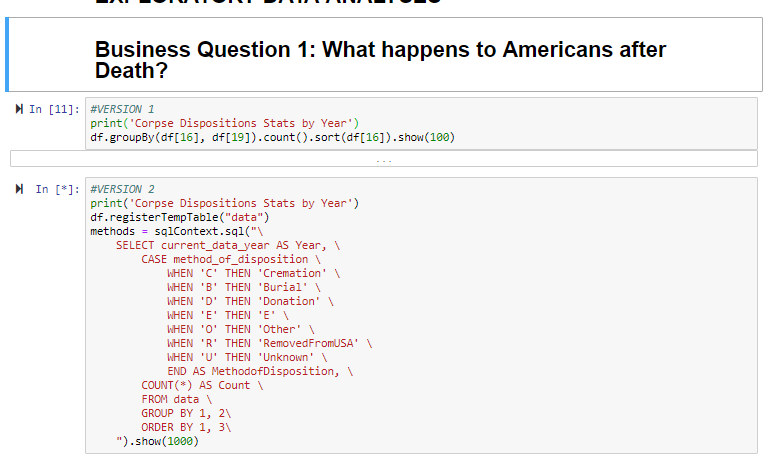 EXPLORATORY DATA ANALYSES
Business Question 1: What happens to Americans after
Death?
In [11]:
#VERSION 1
print('Corpse Dispositions Stats by Year')
df.groupBy(df[16], df[19]).count().sort(df[16]).show(100)
...
In [*]:
#VERSION 2
print('Corpse Dispositions Stats by Year')
df.registerTempTable("data")
methods = sqlContext.sql("\
    SELECT current_data_year AS Year, \
        CASE method_of_disposition \
            WHEN 'C' THEN 'Cremation' \
            WHEN 'B' THEN 'Burial' \
            WHEN 'D' THEN 'Donation' \
            WHEN 'E' THEN 'E' \
            WHEN 'O' THEN 'Other' \
            WHEN 'R' THEN 'RemovedFromUSA' \
            WHEN 'U' THEN 'Unknown' \
            END AS MethodofDisposition, \
        COUNT(*) AS Count \
        FROM data \
        GROUP BY 1, 2\
        ORDER BY 1, 3\
    ").show(1000)